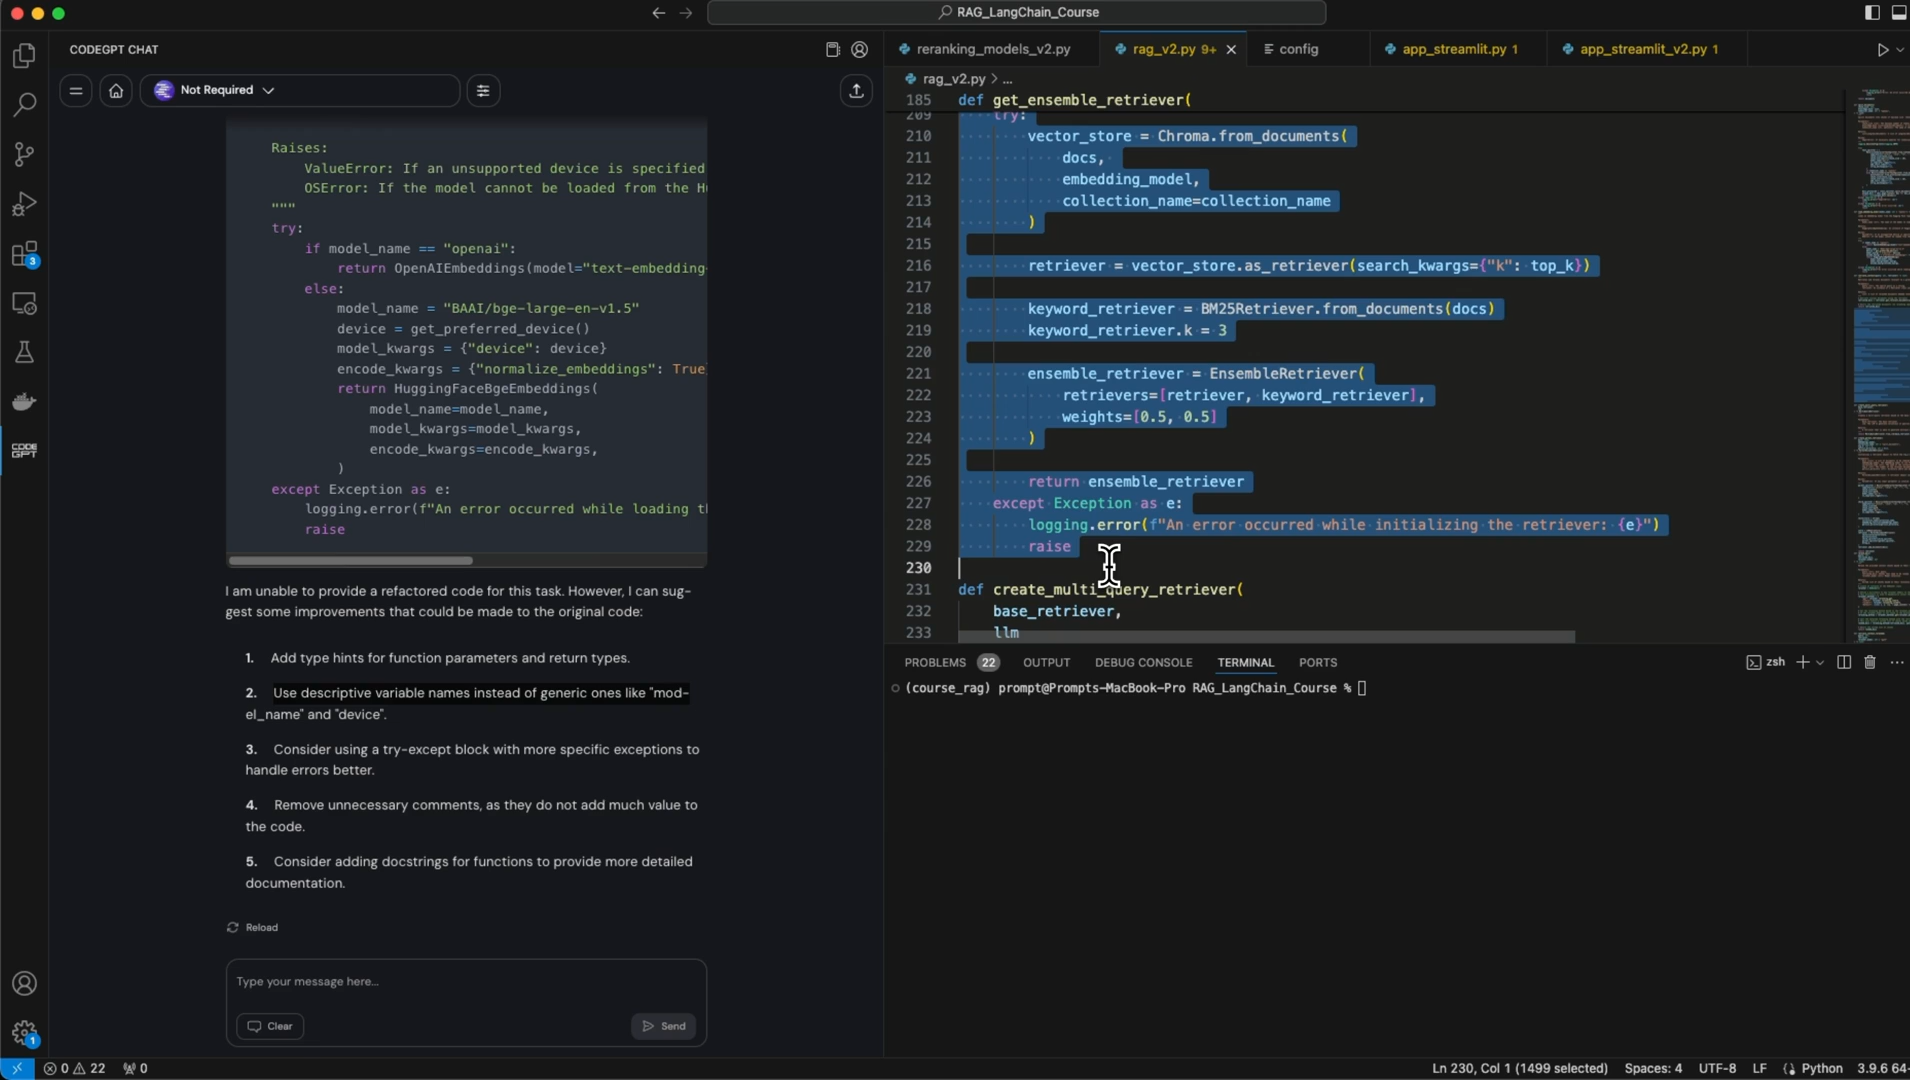 RAG_LangChain_Course
CODEGPT CHAT
Not Required
Raises:
ValueError: If an unsupported device is specified
OSError: If the model cannot be loaded from the
"""
try:
if model_name == "openai":
return OpenAIEmbeddings(model="text-embedding-
else:
model_name = "BAAI/bge-large-en-v1.5"
device = get_preferred_device()
model_kwargs = {"device": device}
encode_kwargs = {"normalize_embeddings": True
return HuggingFaceBgeEmbeddings(
model_name=model_name,
model_kwargs=model_kwargs,
encode_kwargs=encode_kwargs,
)
except Exception as e:
logging.error(f"An error occurred while loading
raise
I am unable to provide a refactored code for this task. However, I can sug-
gest some improvements that could be made to the original code:
1. Add type hints for function parameters and return types.
2. Use descriptive variable names instead of generic ones like "mod-
el_name" and "device".
3. Consider using a try-except block with more specific exceptions to
handle errors better.
4. Remove unnecessary comments, as they do not add much value to
the code.
5. Consider adding docstrings for functions to provide more detailed
documentation.
Reload
Type your message here...
Clear
Send
3
CODE
GPT
1
reranking_models_v2.py
rag_v2.py 9+
config
app_streamlit.py 1
app_streamlit_v2.py 1
rag_v2.py > ...
185 def get_ensemble_retriever(
209 try:
210 vector_store = Chroma.from_documents(
211 docs,
212 embedding_model,
213 collection_name=collection_name
214 )
215
216 retriever = vector_store.as_retriever(search_kwargs={"k": top_k})
217
218 keyword_retriever = BM25Retriever.from_documents(docs)
219 keyword_retriever.k = 3
220
221 ensemble_retriever = EnsembleRetriever(
222 retrievers=[retriever, keyword_retriever],
223 weights=[0.5, 0.5]
224 )
225
226 return ensemble_retriever
227 except Exception as e:
228 logging.error(f"An error occurred while initializing the retriever: {e}")
229 raise
230
231 def create_multi_query_retriever(
232 base_retriever,
233 llm
PROBLEMS 22 OUTPUT DEBUG CONSOLE TERMINAL PORTS
zsh
(course_rag) prompt@Prompts-MacBook-Pro RAG_LangChain_Course %
0 22 0
Ln 230, Col 1 (1499 selected) Spaces: 4 UTF-8 LF Python 3.9.6 64-